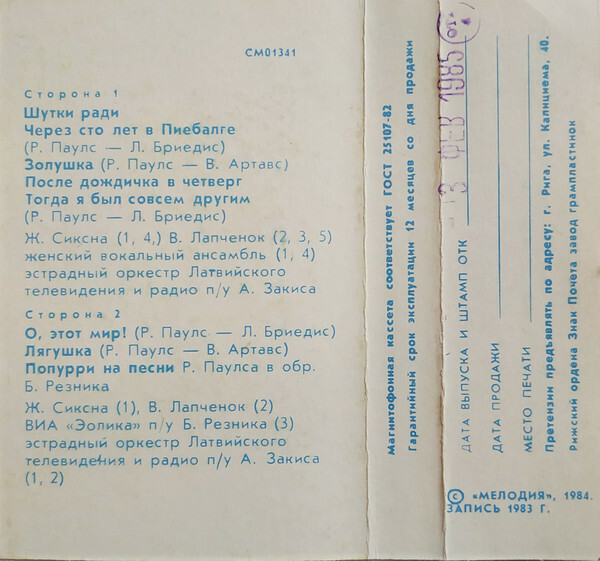 СМ01341
Сторона 1
Шутки ради
Через сто лет в Пиебалге
(Р. Паулс — Л. Бриедис)
Золушка (Р. Паулс — В. Артавс)
После дождичка в четверг
Тогда я был совсем другим
(Р. Паулс — Л. Бриедис)
Ж. Сиксна (1, 4,) В. Лапченок (2, 3, 5)
женский вокальный ансамбль (1, 4)
эстрадный оркестр Латвийского
телевидения и радио п/у А. Закиса
Сторона 2
О, этот мир! (Р. Паулс — Л. Бриедис)
Лягушка (Р. Паулс — В. Артавс)
Попурри на песни Р. Паулса в обр.
Б. Резника
Ж. Сиксна (1), В. Лапченок (2)
ВИА «Эолика» п/у Б. Резника (3)
эстрадный оркестр Латвийского
телевидения и радио п/у А. Закиса
(1, 2)
Магнитофонная кассета соответствует ГОСТ 25107-82
Гарантийный срок эксплуатации 12 месяцев со дня продажи
ДАТА ВЫПУСКА И ШТАМП ОТК
ФЕВ 1985
ДАТА ПРОДАЖИ
МЕСТО ПЕЧАТИ
Претензии предъявлять по адресу: г. Рига, ул. Калнциема, 40.
Рижский ордена Знак Почета завод грампластинок
© «МЕЛОДИЯ», 1984.
ЗАПИСЬ 1983 Г.